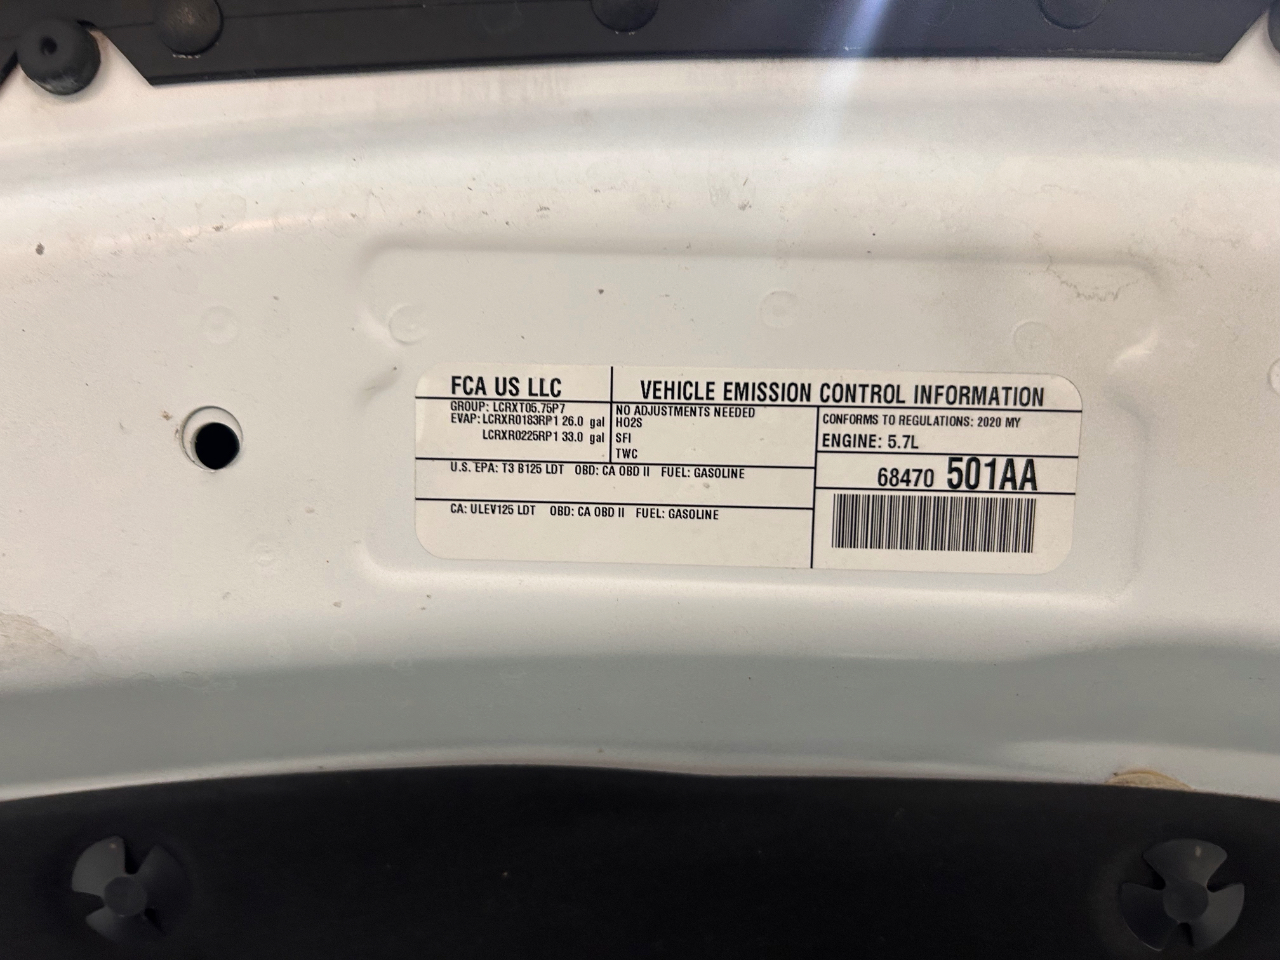 FCA US LLC
VEHICLE EMISSION CONTROL INFORMATION
GROUP: LCRXT05.75P7
EVAP: LCRXR0183RP1 26.0 gal
LCRXR0225RP1 33.0 gal
NO ADJUSTMENTS NEEDED
HO2S
SFI
TWC
CONFORMS TO REGULATIONS: 2020 MY
ENGINE: 5.7L
68470 501AA
U.S. EPA: T3 B125 LDT OBD: CA OBD II FUEL: GASOLINE
CA: ULEV125 LDT OBD: CA OBD II FUEL: GASOLINE